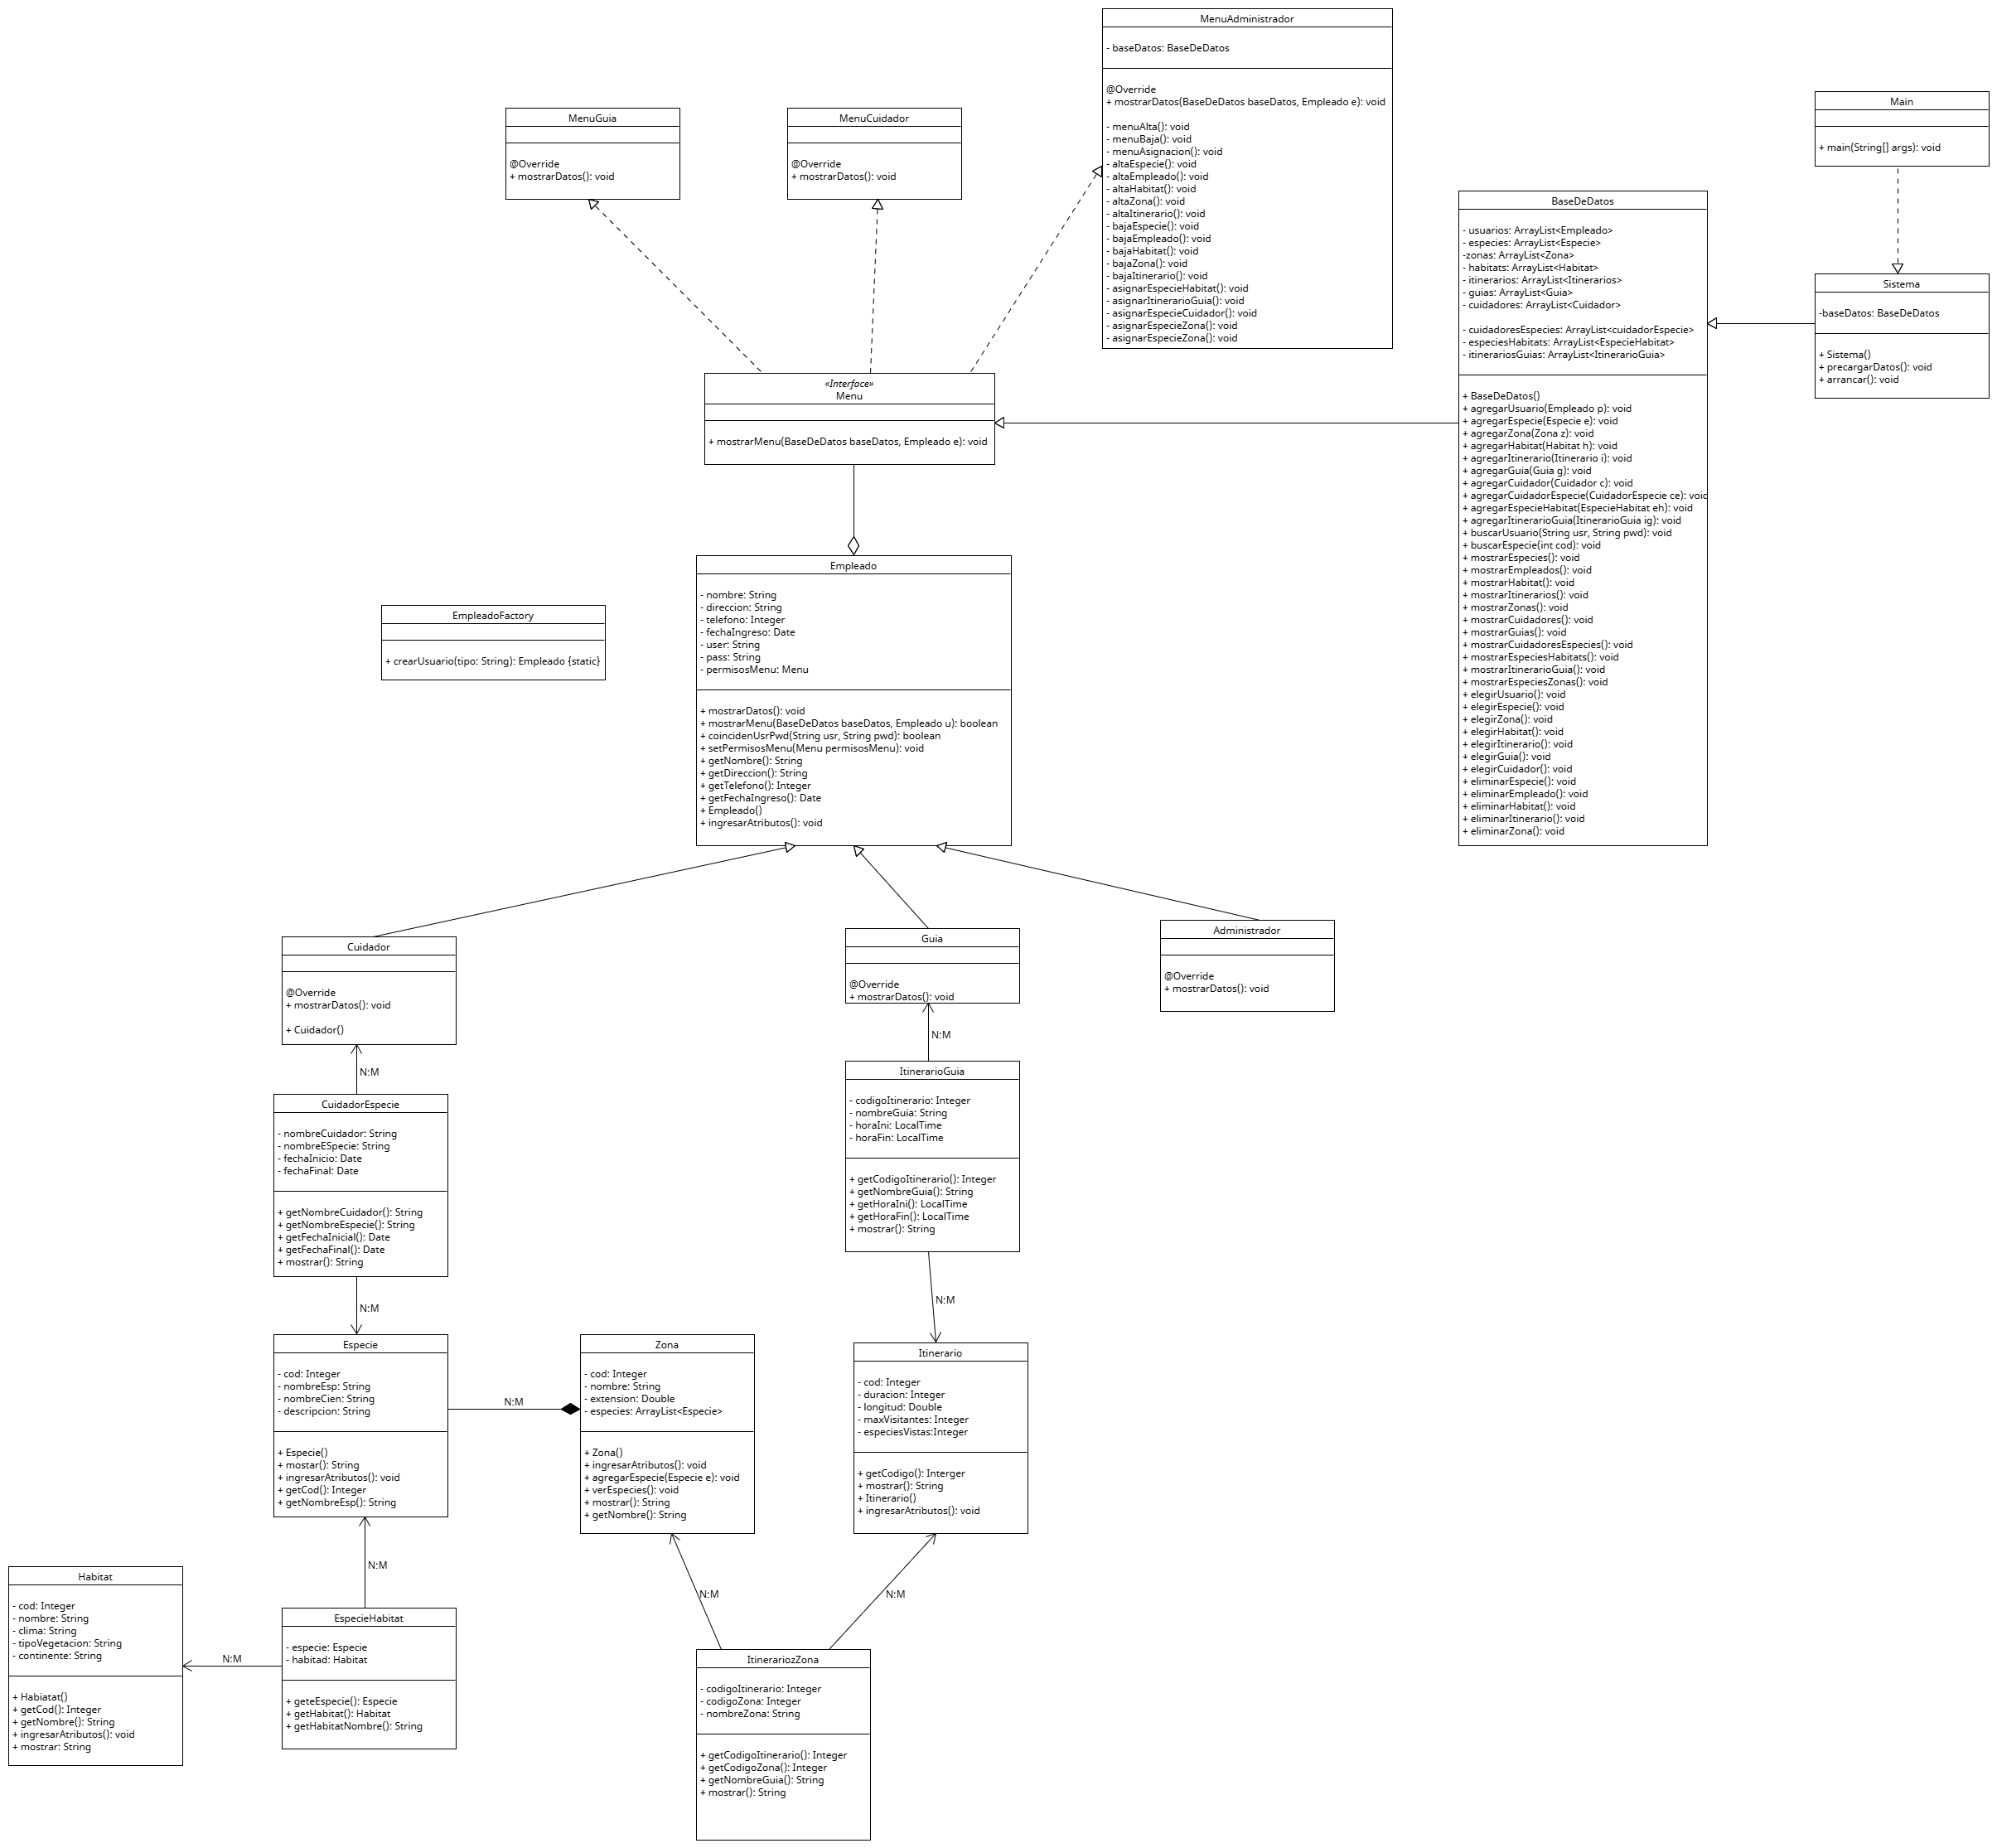 MenuAdministrador
- baseDatos: BaseDeDatos
@Override
+ mostrarDatos(BaseDeDatos baseDatos, Empleado e): void
- menuAlta(): void
- menuBaja(): void
- menuAsignacion(): void
- altaEspecie(): void
- altaEmpleado(): void
- altaHabitat(): void
- altaZona(): void
- altaItinerario(): void
- bajaEspecie(): void
- bajaEmpleado(): void
- bajaHabitat(): void
- bajaZona(): void
- bajaItinerario(): void
- asignarEspecieHabitat(): void
- asignarItinerarioGuia(): void
- asignarEspecieCuidador(): void
- asignarEspecieZona(): void
- asignarEspecieZona(): void
MenuGuia
@Override
+ mostrarDatos(): void
MenuCuidador
@Override
+ mostrarDatos(): void
Main
+ main(String[] args): void
BaseDeDatos
- usuarios: ArrayList<Empleado>
- especies: ArrayList<Especie>
-zonas: ArrayList<Zona>
- habitats: ArrayList<Habitat>
- itinerarios: ArrayList<Itinerarios>
- guias: ArrayList<Guia>
- cuidadores: ArrayList<Cuidador>
- cuidadoresEspecies: ArrayList<cuidadorEspecie>
- especiesHabitats: ArrayList<EspecieHabitat>
- itinerariosGuias: ArrayList<ItinerarioGuia>
+ BaseDeDatos()
+ agregarUsuario(Empleado p): void
+ agregarEspecie(Especie e): void
+ agregarZona(Zona z): void
+ agregarHabitat(Habitat h): void
+ agregarItinerario(Itinerario i): void
+ agregarGuia(Guia g): void
+ agregarCuidador(Cuidador c): void
+ agregarCuidadorEspecie(CuidadorEspecie ce): void
+ agregarEspecieHabitat(EspecieHabitat eh): void
+ agregarItinerarioGuia(ItinerarioGuia ig): void
+ buscarUsuario(String usr, String pwd): void
+ buscarEspecie(int cod): void
+ mostrarEspecies(): void
+ mostrarEmpleados(): void
+ mostrarHabitat(): void
+ mostrarItinerarios(): void
+ mostrarZonas(): void
+ mostrarCuidadores(): void
+ mostrarGuias(): void
+ mostrarCuidadoresEspecies(): void
+ mostrarEspeciesHabitats(): void
+ mostrarItinerarioGuia(): void
+ mostrarEspeciesZonas(): void
+ elegirUsuario(): void
+ elegirEspecie(): void
+ elegirZona(): void
+ elegirHabitat(): void
+ elegirItinerario(): void
+ elegirGuia(): void
+ elegirCuidador(): void
+ eliminarEspecie(): void
+ eliminarEmpleado(): void
+ eliminarHabitat(): void
+ eliminarItinerario(): void
+ eliminarZona(): void
Sistema
-baseDatos: BaseDeDatos
+ Sistema()
+ precargarDatos(): void
+ arrancar(): void
«Interface»
Menu
+ mostrarMenu(BaseDeDatos baseDatos, Empleado e): void
EmpleadoFactory
+ crearUsuario(tipo: String): Empleado {static}
Empleado
- nombre: String
- direccion: String
- telefono: Integer
- fechaIngreso: Date
- user: String
- pass: String
- permisosMenu: Menu
+ mostrarDatos(): void
+ mostrarMenu(BaseDeDatos baseDatos, Empleado u): boolean
+ coincidenUsrPwd(String usr, String pwd): boolean
+ setPermisosMenu(Menu permisosMenu): void
+ getNombre(): String
+ getDireccion(): String
+ getTelefono(): Integer
+ getFechaIngreso(): Date
+ Empleado()
+ ingresarAtributos(): void
Cuidador
@Override
+ mostrarDatos(): void
+ Cuidador()
Guia
@Override
+ mostrarDatos(): void
Administrador
@Override
+ mostrarDatos(): void
N:M
N:M
CuidadorEspecie
- nombreCuidador: String
- nombreESpecie: String
- fechaInicio: Date
- fechaFinal: Date
+ getNombreCuidador(): String
+ getNombreEspecie(): String
+ getFechaInicial(): Date
+ getFechaFinal(): Date
+ mostrar(): String
ItinerarioGuia
- codigoItinerario: Integer
- nombreGuia: String
- horaIni: LocalTime
- horaFin: LocalTime
+ getCodigoItinerario(): Integer
+ getNombreGuia(): String
+ getHoraIni(): LocalTime
+ getHoraFin(): LocalTime
+ mostrar(): String
N:M
N:M
Especie
- cod: Integer
- nombreEsp: String
- nombreCien: String
- descripcion: String
+ Especie()
+ mostar(): String
+ ingresarAtributos(): void
+ getCod(): Integer
+ getNombreEsp(): String
N:M
Zona
- cod: Integer
- nombre: String
- extension: Double
- especies: ArrayList<Especie>
+ Zona()
+ ingresarAtributos(): void
+ agregarEspecie(Especie e): void
+ verEspecies(): void
+ mostrar(): String
+ getNombre(): String
Itinerario
- cod: Integer
- duracion: Integer
- longitud: Double
- maxVisitantes: Integer
- especiesVistas:Integer
+ getCodigo(): Interger
+ mostrar(): String
+ Itinerario()
+ ingresarAtributos(): void
N:M
N:M
N:M
Habitat
- cod: Integer
- nombre: String
- clima: String
- tipoVegetacion: String
- continente: String
+ Habiatat()
+ getCod(): Integer
+ getNombre(): String
+ ingresarAtributos(): void
+ mostrar: String
N:M
EspecieHabitat
- especie: Especie
- habitad: Habitat
+ geteEspecie(): Especie
+ getHabitat(): Habitat
+ getHabitatNombre(): String
ItinerariozZona
- codigoItinerario: Integer
- codigoZona: Integer
- nombreZona: String
+ getCodigoItinerario(): Integer
+ getCodigoZona(): Integer
+ getNombreGuia(): String
+ mostrar(): String